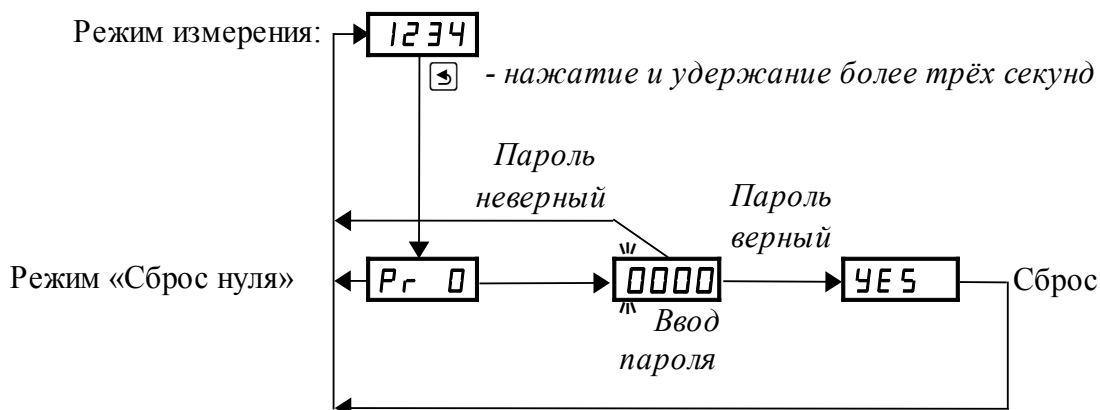 Режим измерения:
1234
- нажатие и удержание более трёх секунд
Пароль
неверный
Пароль
верный
Режим «Сброс нуля»
Pr 0
0000
YES
Сброс
Ввод
пароля